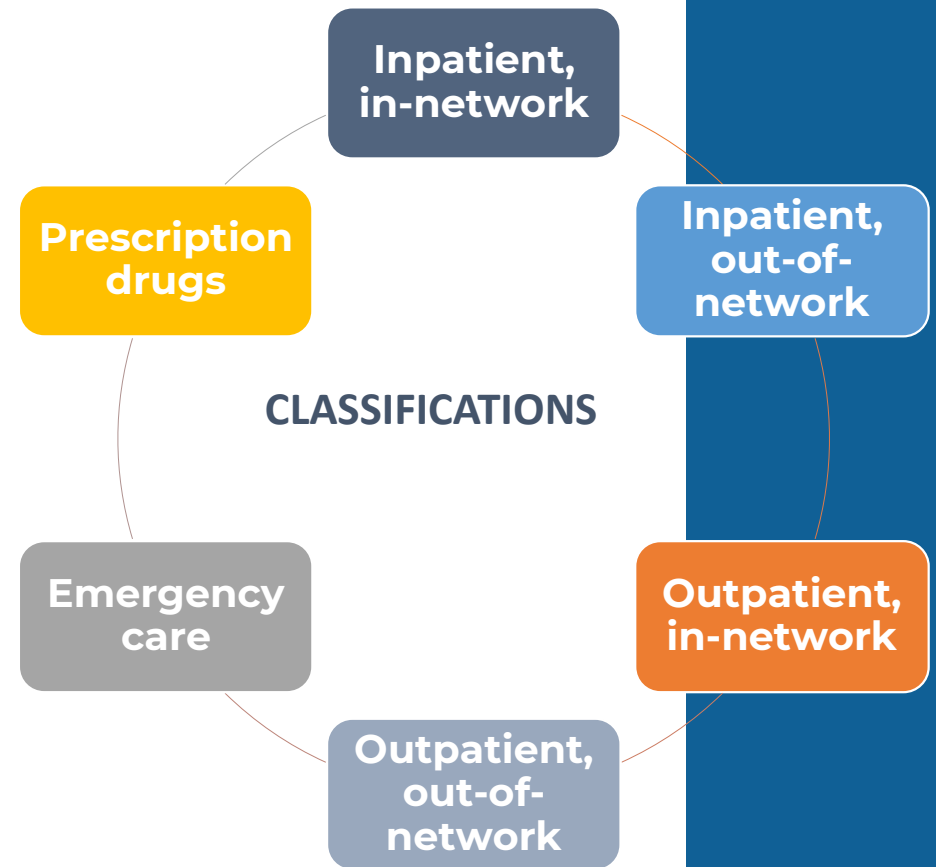 Inpatient,
in-network
Inpatient,
out-of-
network
Outpatient,
in-network
Outpatient,
out-of-
network
Emergency
care
Prescription
drugs
CLASSIFICATIONS